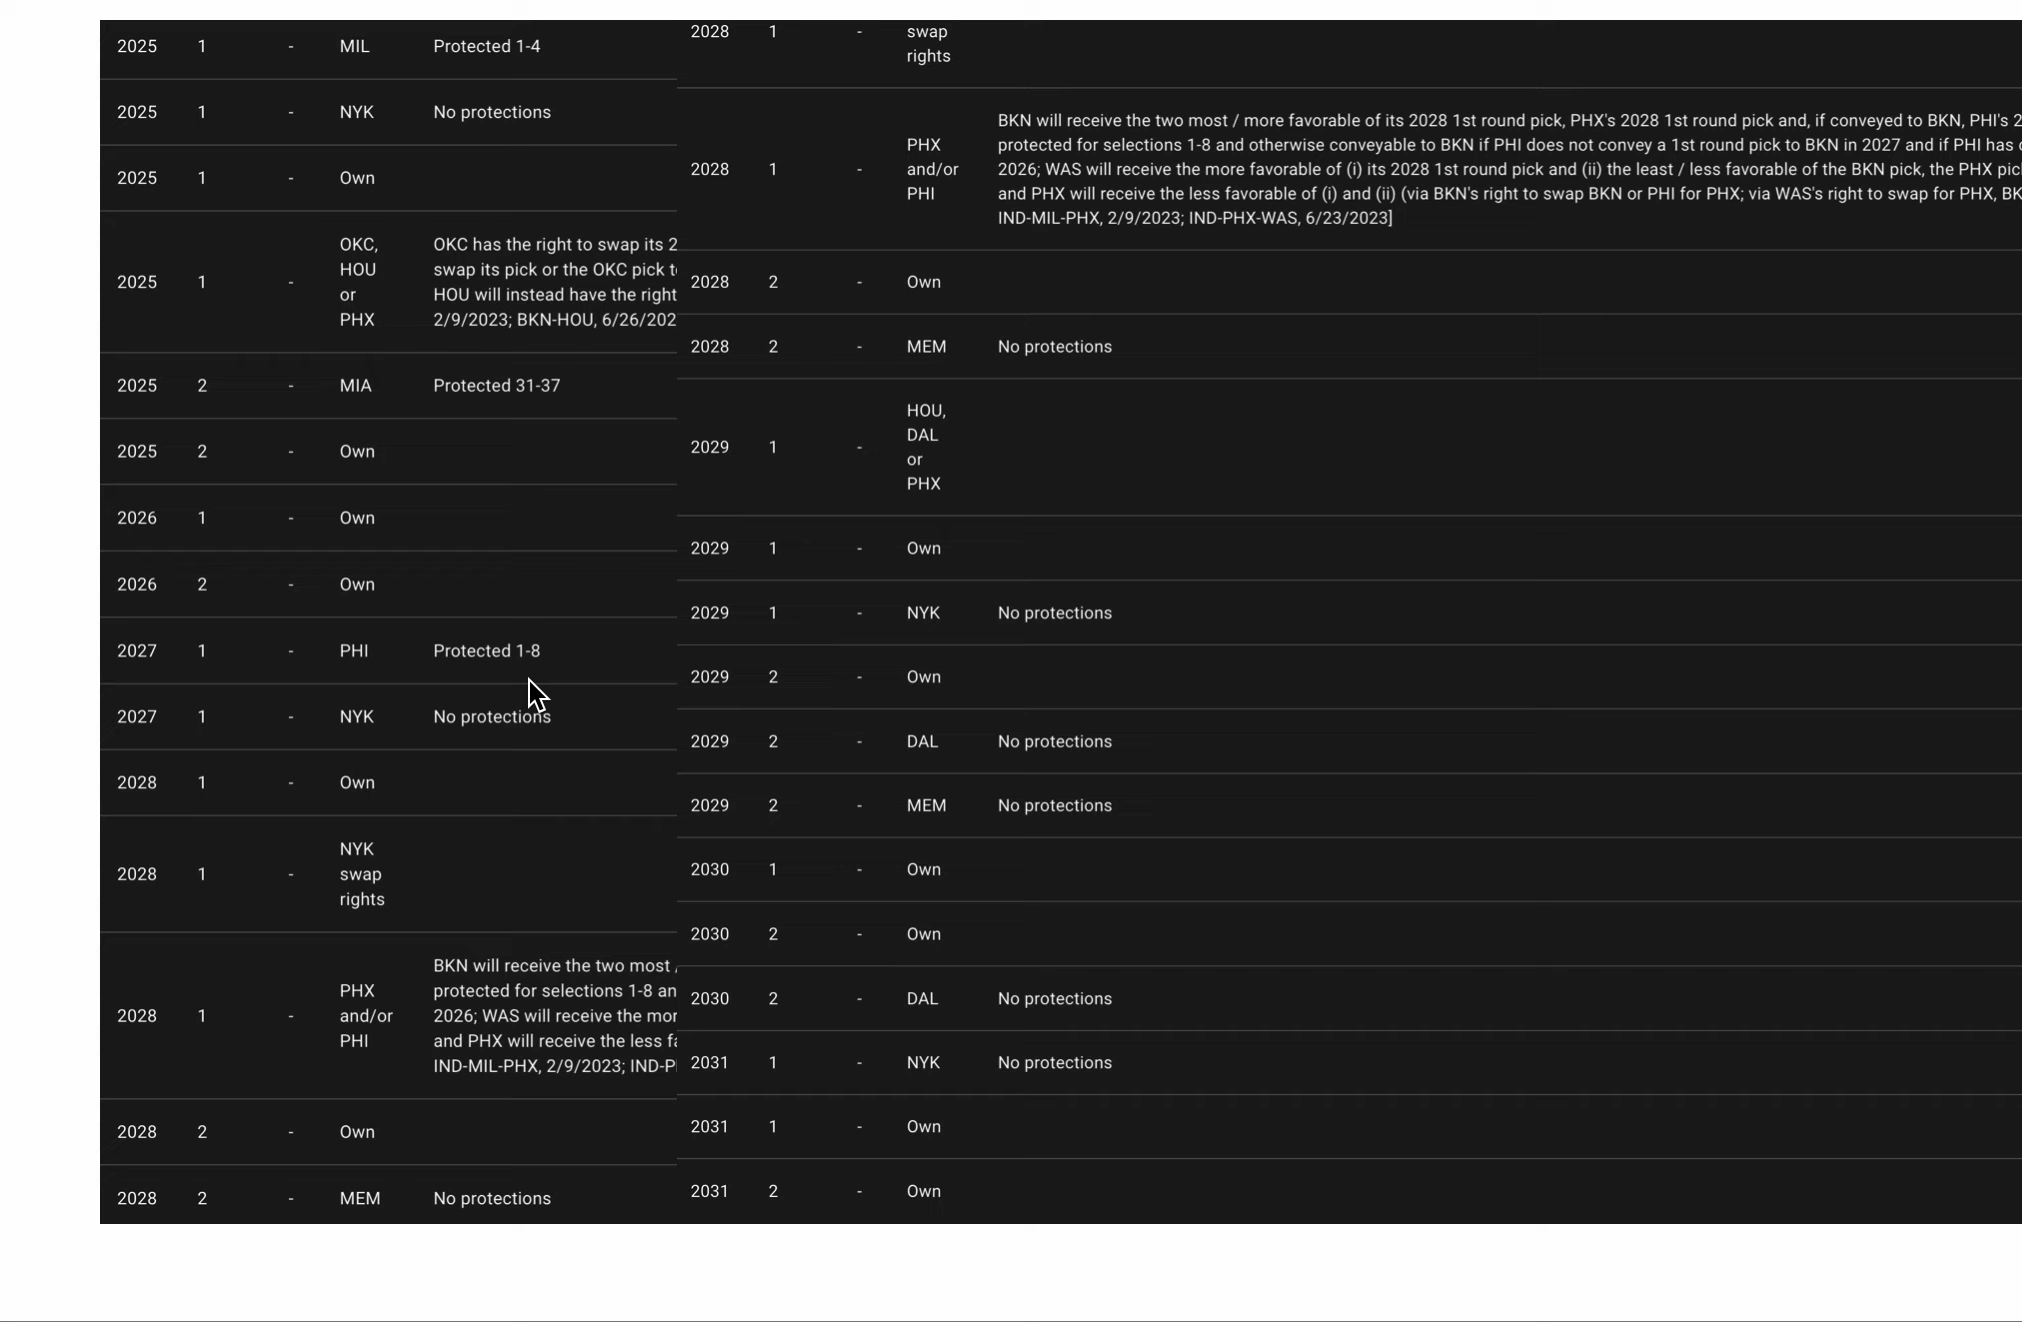 2025 1 - MIL Protected 1-4
2025 1 - NYK No protections
2025 1 - Own
2025 1 - OKC,
HOU
or
PHX
OKC has the right to swap its 2
swap its pick or the OKC pick t
HOU will instead have the right
2/9/2023; BKN-HOU, 6/26/202
2025 2 - MIA Protected 31-37
2025 2 - Own
2026 1 - Own
2026 2 - Own
2027 1 - PHI Protected 1-8
2027 1 - NYK No protections
2028 1 - Own
2028 1 - NYK
swap
rights
2028 1 - PHX
and/or
PHI
BKN will receive the two most
protected for selections 1-8 an
2026; WAS will receive the mor
and PHX will receive the less fa
IND-MIL-PHX, 2/9/2023; IND-P
2028 2 - Own
2028 2 - MEM No protections
2028 1 - swap
rights
2028 1 - PHX
and/or
PHI
BKN will receive the two most / more favorable of its 2028 1st round pick, PHX's 2028 1st round pick and, if conveyed to BKN, PHI's 2
protected for selections 1-8 and otherwise conveyable to BKN if PHI does not convey a 1st round pick to BKN in 2027 and if PHI has
2026; WAS will receive the more favorable of (i) its 2028 1st round pick and (ii) the least / less favorable of the BKN pick, the PHX pic
and PHX will receive the less favorable of (i) and (ii) (via BKN's right to swap BKN or PHI for PHX; via WAS's right to swap for PHX, BK
IND-MIL-PHX, 2/9/2023; IND-PHX-WAS, 6/23/2023]
2028 2 - Own
2028 2 - MEM No protections
2029 1 - HOU,
DAL
or
PHX
2029 1 - Own
2029 1 - NYK No protections
2029 2 - Own
2029 2 - DAL No protections
2029 2 - MEM No protections
2030 1 - Own
2030 2 - Own
2030 2 - DAL No protections
2031 1 - NYK No protections
2031 1 - Own
2031 2 - Own